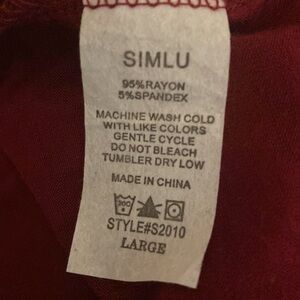 SIMLU
95%RAYON
5%SPANDEX
MACHINE WASH COLD
WITH LIKE COLORS
GENTLE CYCLE
DO NOT BLEACH
TUMBLER DRY LOW
MADE IN CHINA
STYLE#S2010
LARGE